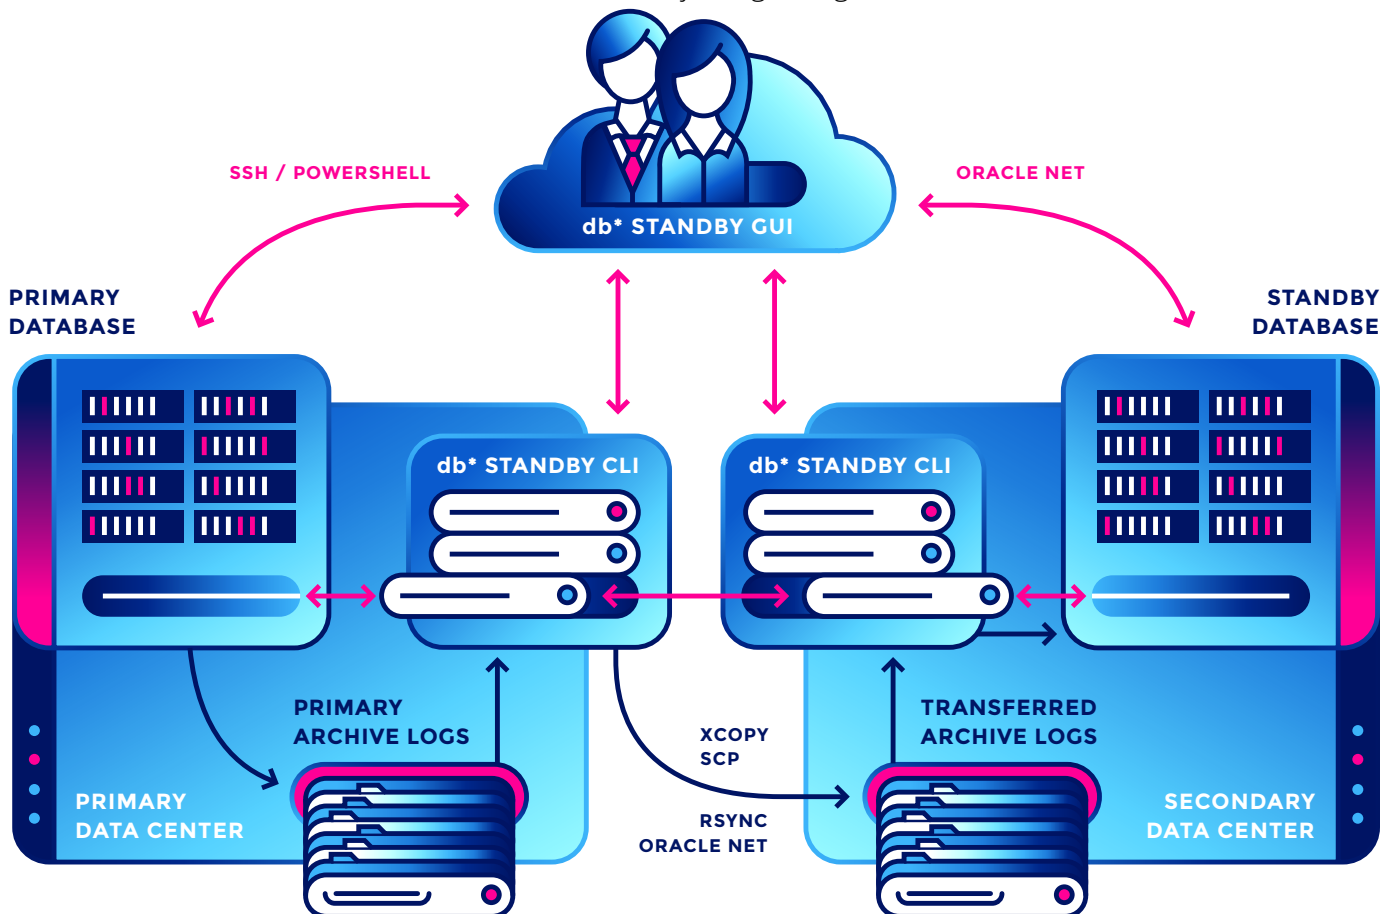 SSH / POWERSHELL
ORACLE NET
db* STANDBY GUI
PRIMARY
DATABASE
STANDBY
DATABASE
db* STANDBY CLI
db* STANDBY CLI
PRIMARY
ARCHIVE LOGS
TRANSFERRED
ARCHIVE LOGS
XCOPY
SCP
RSYNC
ORACLE NET
PRIMARY
DATA CENTER
SECONDARY
DATA CENTER